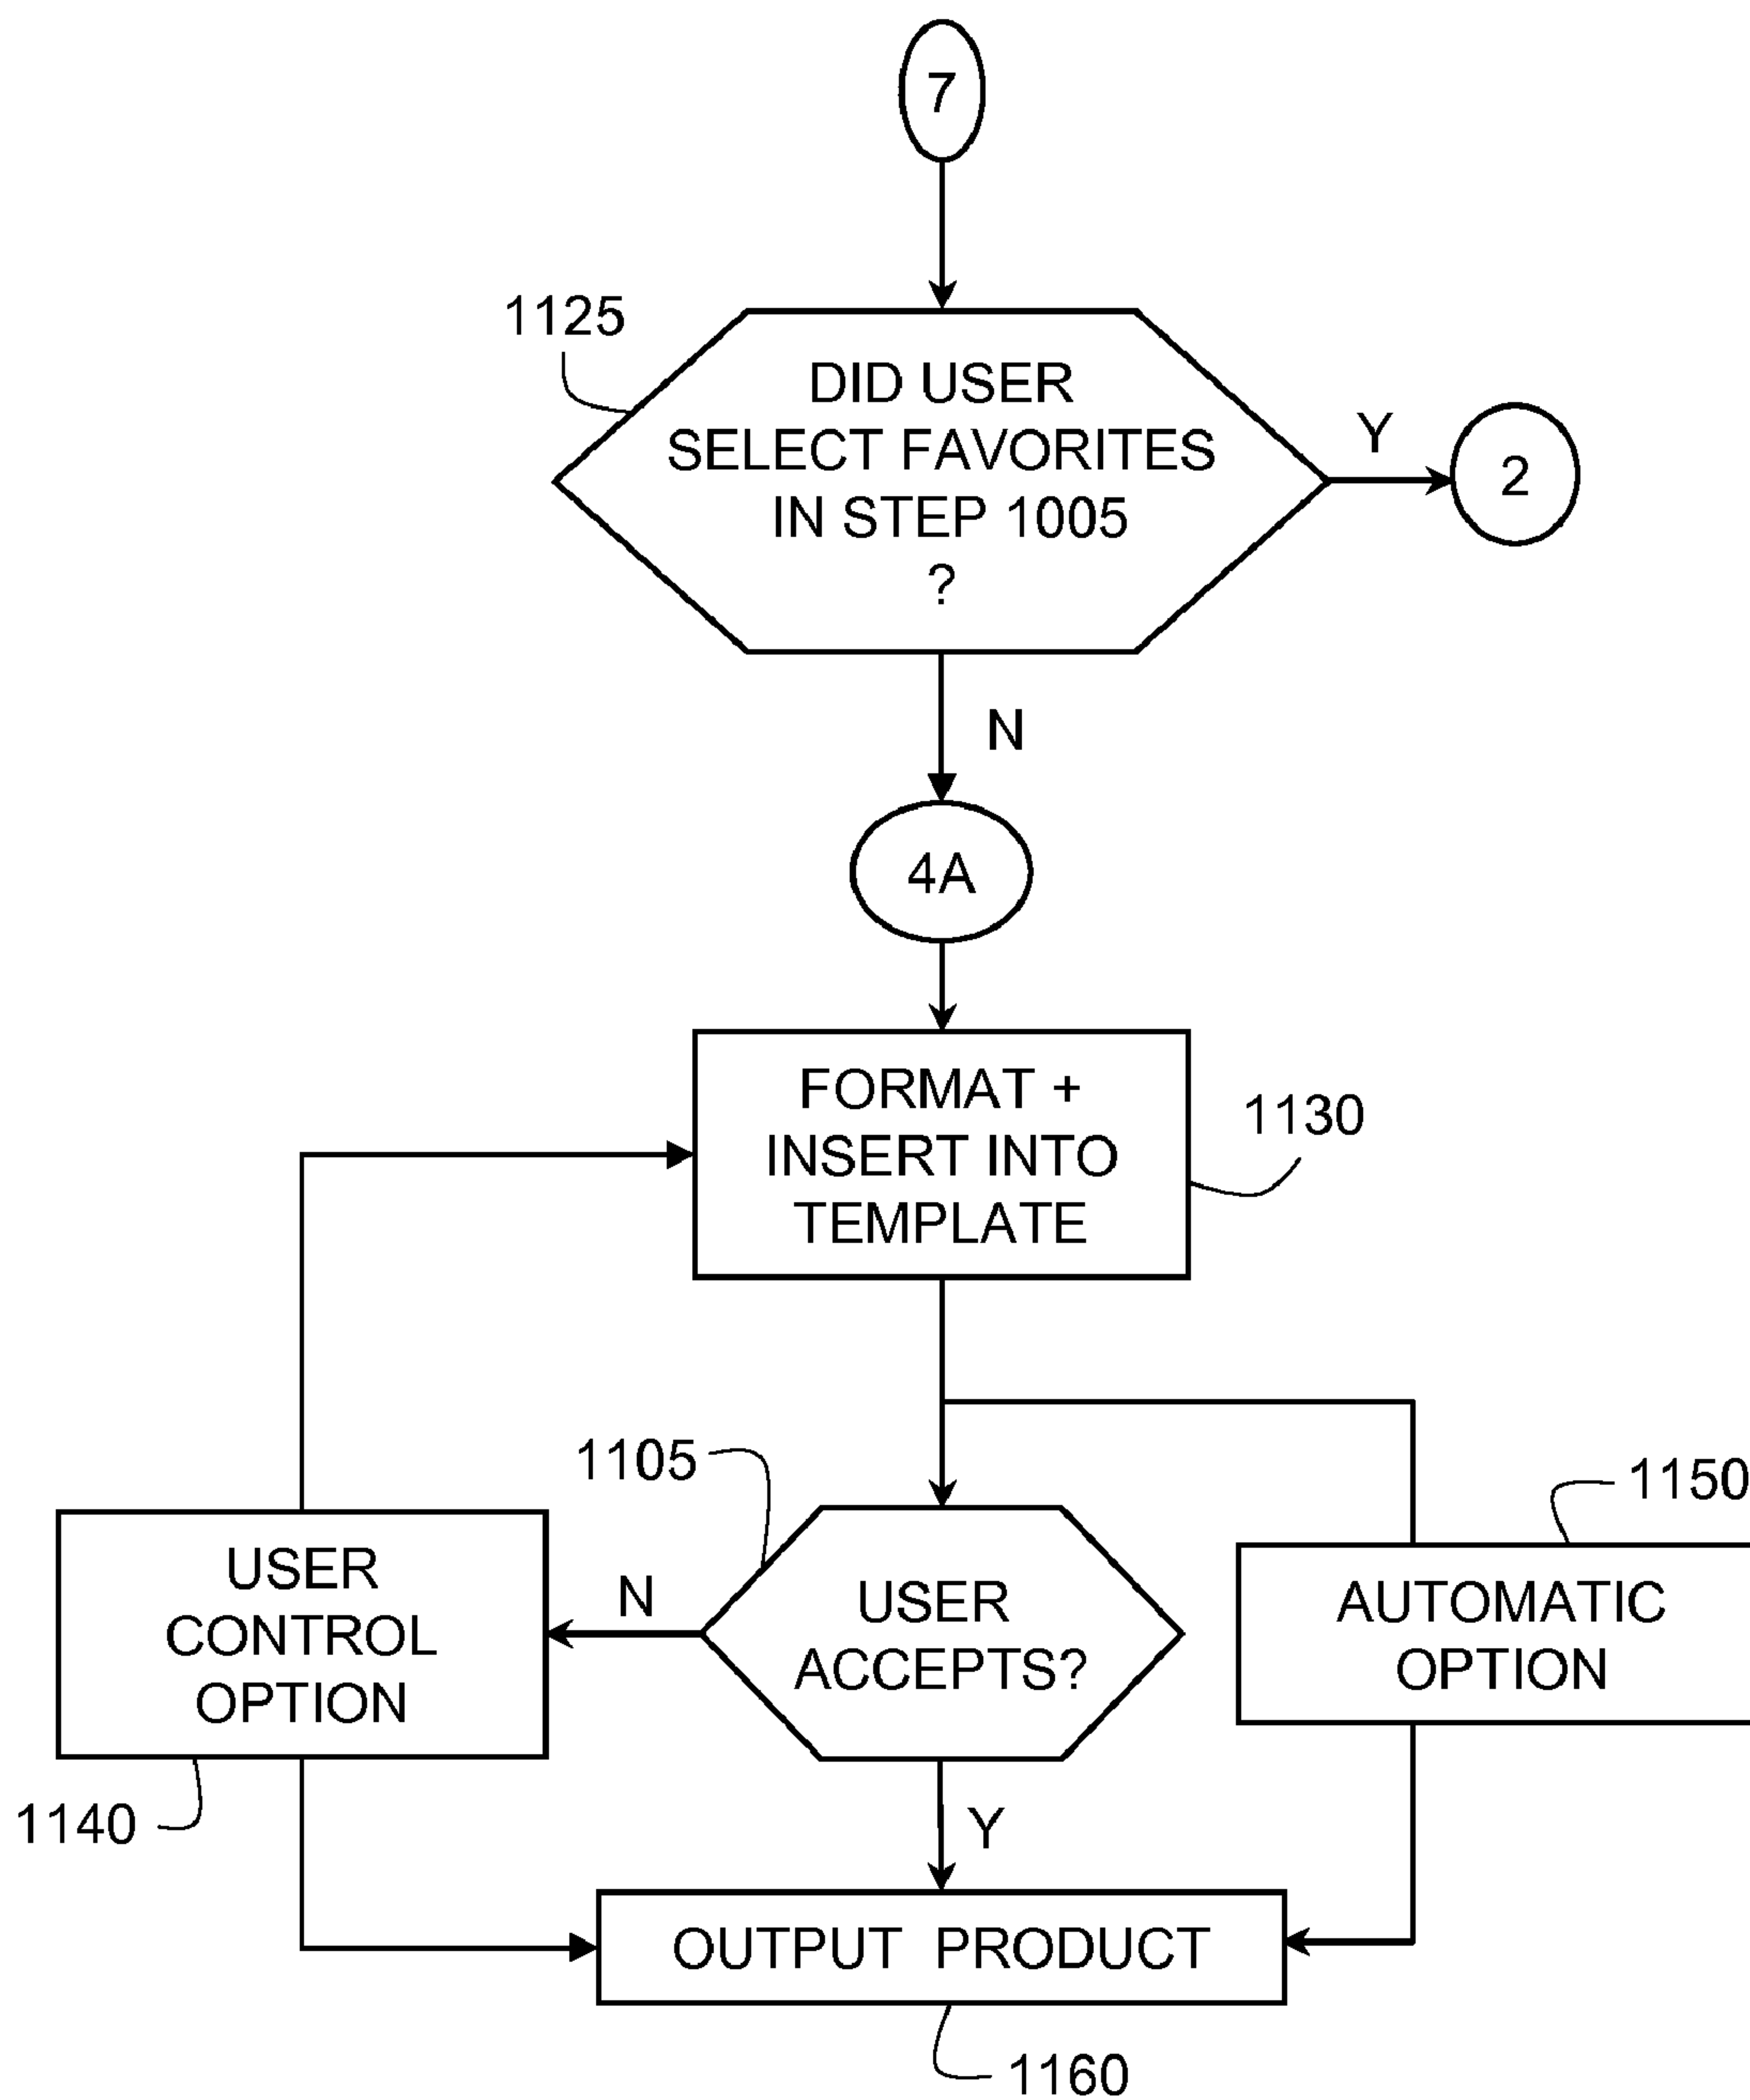 7
1125
DID USER
SELECT FAVORITES
IN STEP 1005
?
Y
2
N
4A
FORMAT +
INSERT INTO
TEMPLATE
1130
1105
1150
USER
CONTROL
OPTION
N
USER
ACCEPTS?
AUTOMATIC
OPTION
1140
Y
OUTPUT PRODUCT
1160